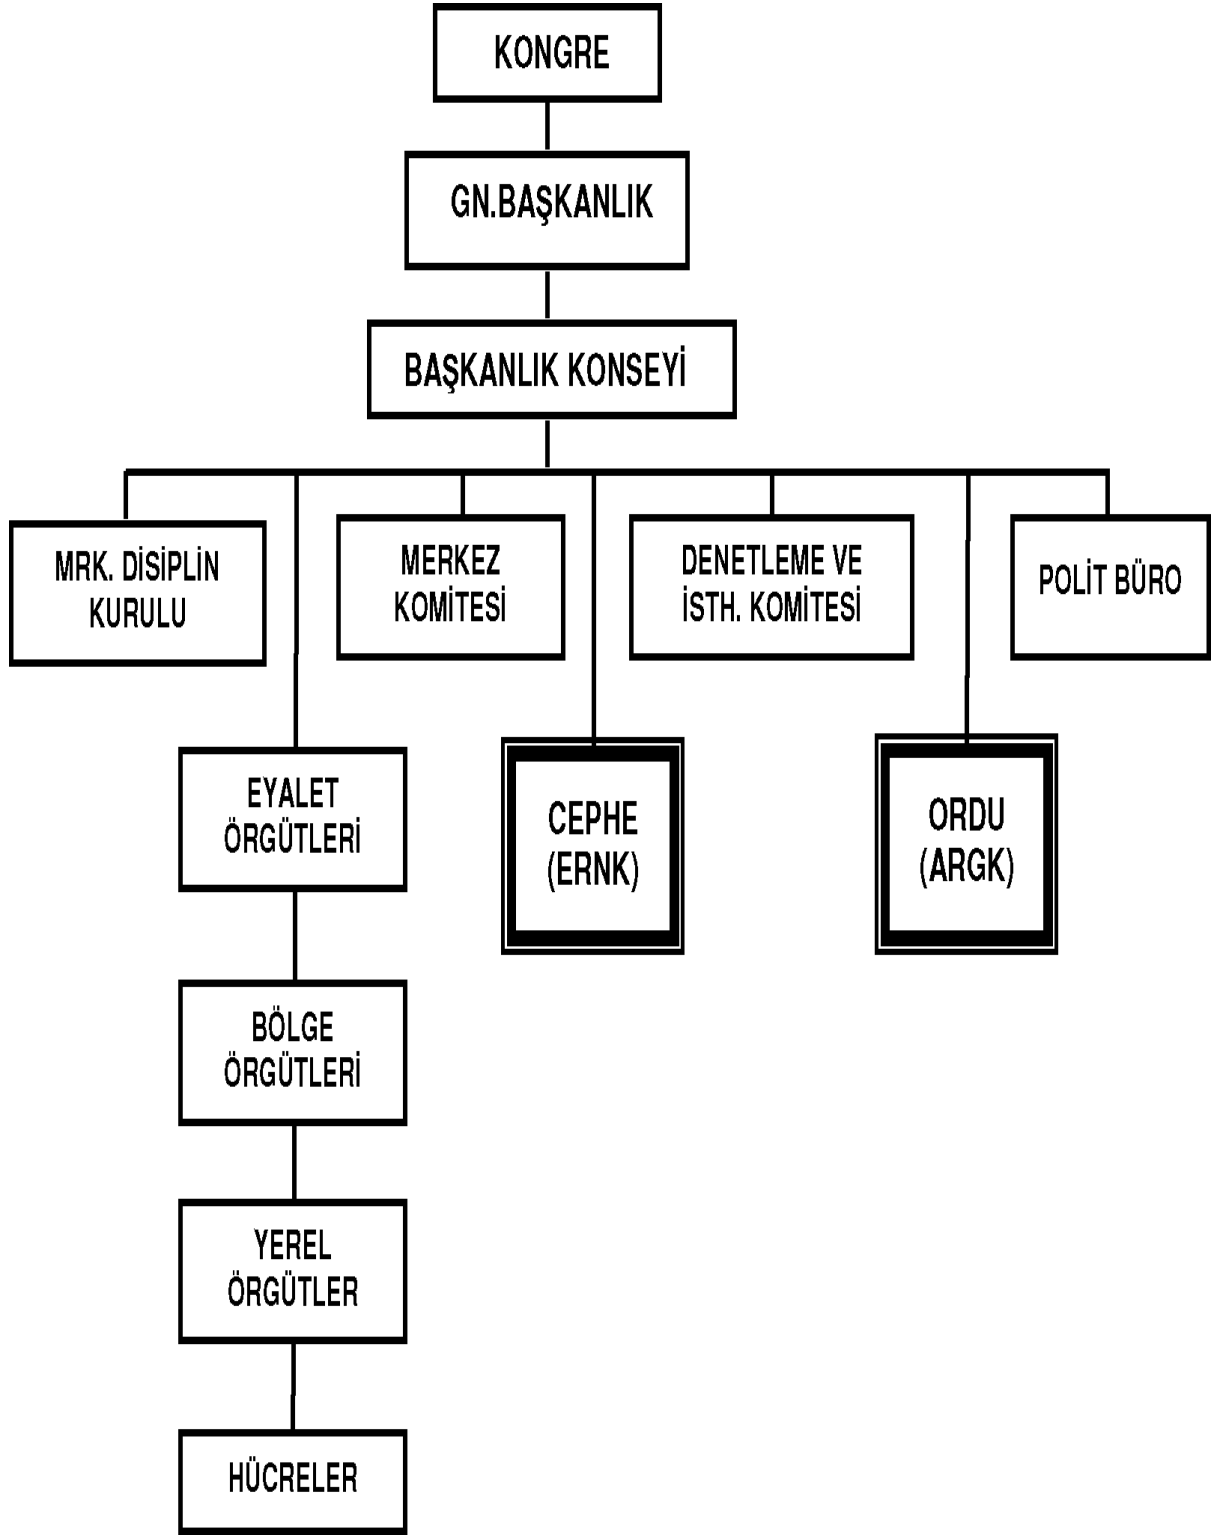 KONGRE
GN.BAŞKANLIK
BAŞKANLIK KONSEYİ
MRK. DİSİPLİN
KURULU
MERKEZ
KOMİTESİ
DENETLEME VE
İSTH. KOMİTESİ
POLİT BÜRO
EYALET
ÖRGÜTLERİ
CEPHE
(ERNK)
ORDU
(ARGK)
BÖLGE
ÖRGÜTLERİ
YEREL
ÖRGÜTLER
HÜCRELER